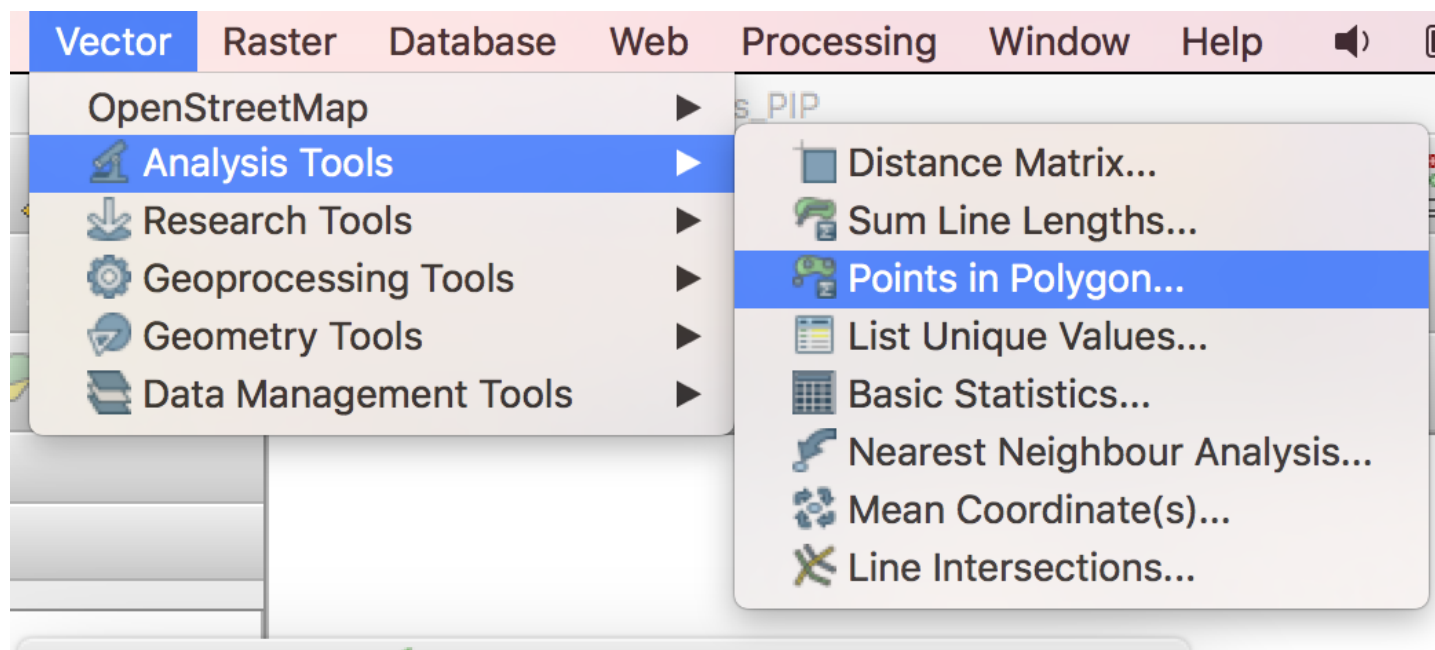 Vector Raster Database Web Processing Window Help
s_PIP
OpenStreetMap
Analysis Tools
Research Tools
Geoprocessing Tools
Geometry Tools
Data Management Tools
Distance Matrix...
Sum Line Lengths...
Points in Polygon...
List Unique Values...
Basic Statistics...
Nearest Neighbour Analysis...
Mean Coordinate(s)...
Line Intersections...